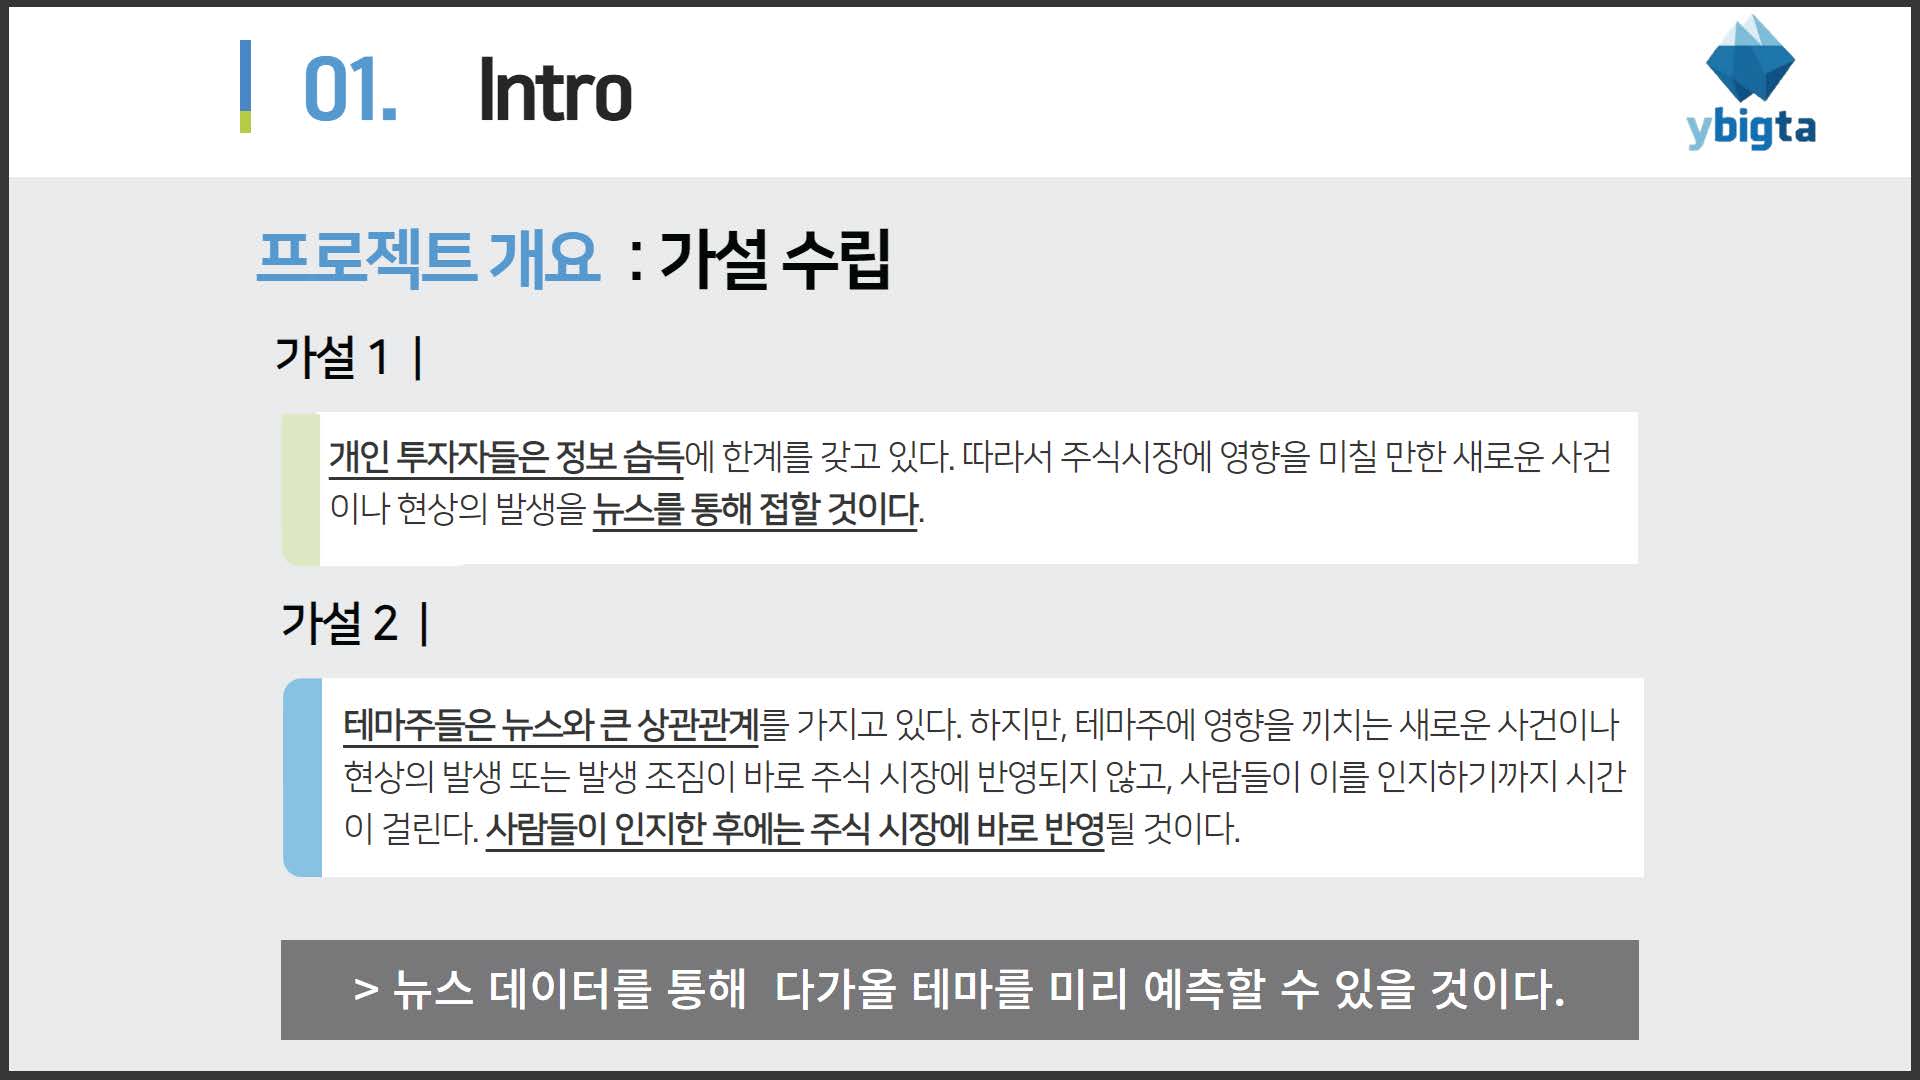 01. Intro
ybigta
프로젝트 개요 : 가설 수립
가설 1 |
개인 투자자들은 정보 습득에 한계를 갖고 있다. 따라서 주식시장에 영향을 미칠 만한 새로운 사건
이나 현상의 발생을 뉴스를 통해 접할 것이다.
가설 2 |
테마주들은 뉴스와 큰 상관관계를 가지고 있다. 하지만, 테마주에 영향을 끼치는 새로운 사건이나
현상의 발생 또는 발생 조짐이 바로 주식 시장에 반영되지 않고, 사람들이 이를 인지하기까지 시간
이 걸린다. 사람들이 인지한 후에는 주식 시장에 바로 반영될 것이다.
> 뉴스 데이터를 통해 다가올 테마를 미리 예측할 수 있을 것이다.